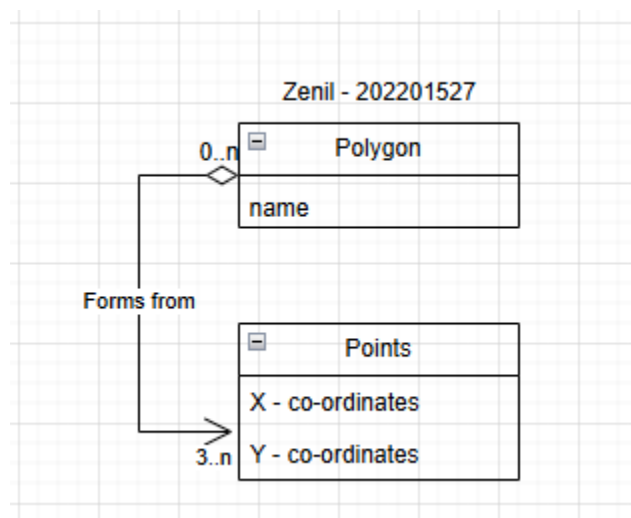 Zenil - 202201527
0..n
Polygon
name
Forms from
Points
X - co-ordinates
3..n
Y - co-ordinates